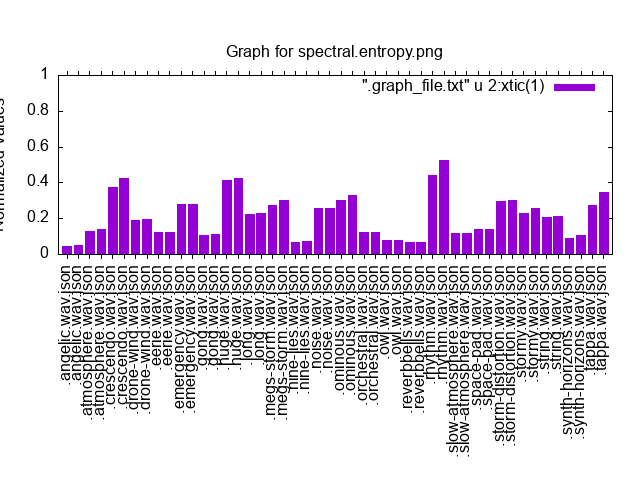 Graph for spectral.entropy.png
Normalized Values
1
0.8
0.6
0.4
0.2
0
".graph_file.txt" u 2:xtic(1)
.angelic.wav.json
.angelic.wav.json
.atmosphere.wav.json
.atmosphere.wav.json
.crescendo.wav.json
.crescendo.wav.json
.drone-wind.wav.json
.drone-wind.wav.json
.eerie.wav.json
.eerie.wav.json
.emergency.wav.json
.emergency.wav.json
.gong.wav.json
.gong.wav.json
.huge.wav.json
.huge.wav.json
.jong.wav.json
.jong.wav.json
.megs-storm.wav.json
.megs-storm.wav.json
.nine-lies.wav.json
.nine-lies.wav.json
.noise.wav.json
.noise.wav.json
.ominous.wav.json
.ominous.wav.json
.orchestral.wav.json
.orchestral.wav.json
.owl.wav.json
.owl.wav.json
.reverbells.wav.json
.reverbells.wav.json
.rhythm.wav.json
.rhythm.wav.json
.slow-atmosphere.wav.json
.slow-atmosphere.wav.json
.space-pad.wav.json
.space-pad.wav.json
.storm-distortion.wav.json
.storm-distortion.wav.json
.stormy.wav.json
.stormy.wav.json
.string.wav.json
.string.wav.json
.synth-horizons.wav.json
.synth-horizons.wav.json
.tappa.wav.json
.tappa.wav.json